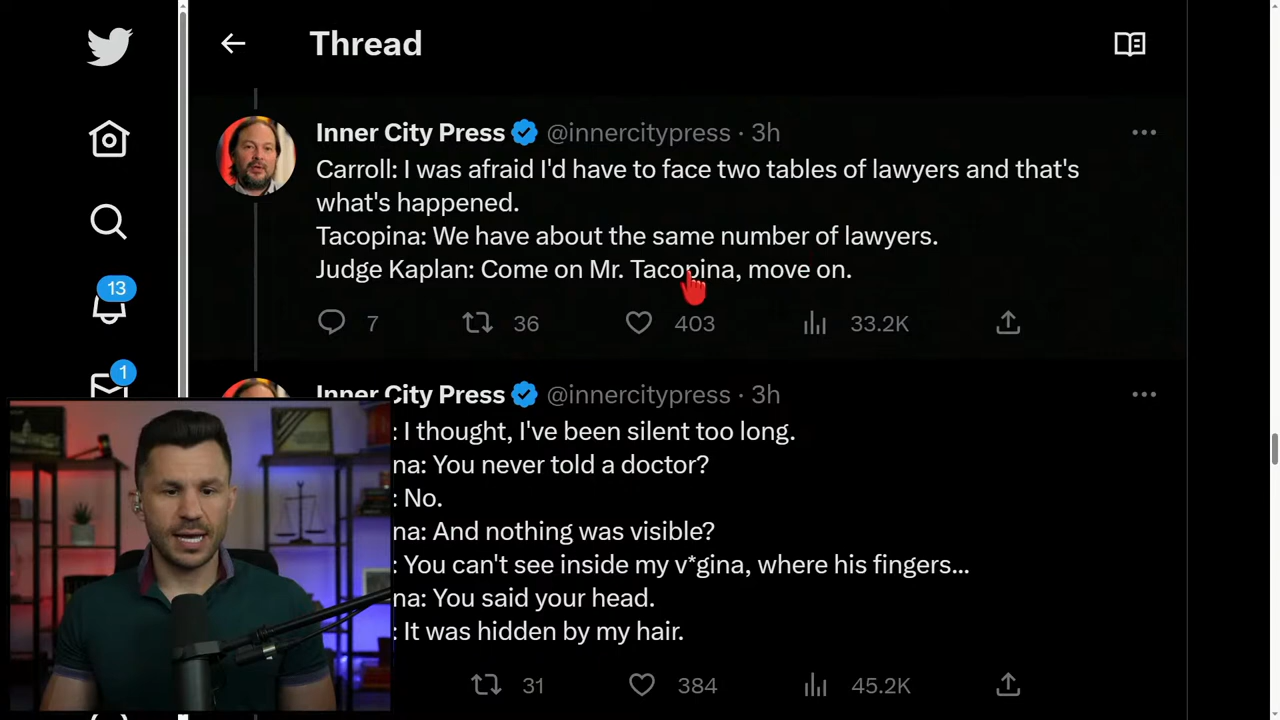 Thread
Inner City Press @innercitypress · 3h
Carroll: I was afraid I'd have to face two tables of lawyers and that's
what's happened.
Tacopina: We have about the same number of lawyers.
Judge Kaplan: Come on Mr. Tacopina, move on.
13
7 36 403 33.2K
1
Inner City Press @innercitypress · 3h
: I thought, I've been silent too long.
na: You never told a doctor?
: No.
na: And nothing was visible?
: You can't see inside my v*gina, where his fingers...
na: You said your head.
: It was hidden by my hair.
31 384 45.2K